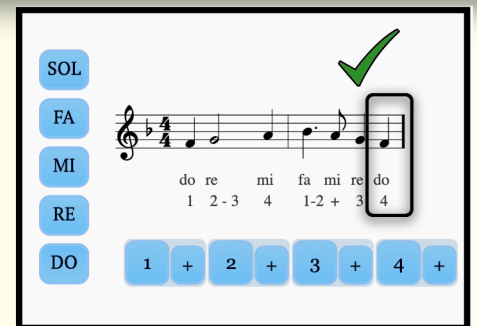 SOL
FA
MI
RE
DO
4
4
do re mi fa mi re do
1 2 - 3 4 1-2 + 3 4
1 + 2 + 3 + 4 +